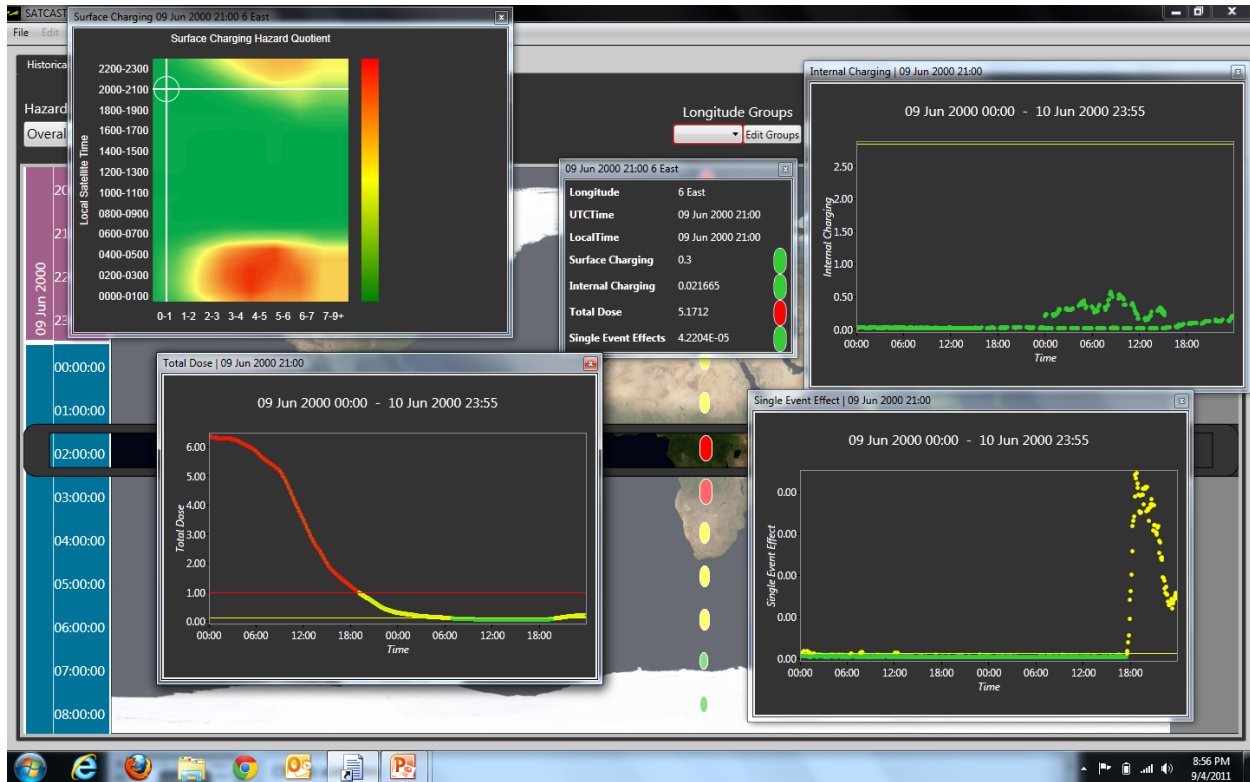 SATCAST
File Edit
Surface Charging 09 Jun 2000 21:00 6 East
Surface Charging Hazard Quotient
Local Satellite Time
2200-2300
2000-2100
1800-1900
1600-1700
1400-1500
1200-1300
1000-1100
0800-0900
0600-0700
0400-0500
0200-0300
0000-0100
0-1 1-2 2-3 3-4 4-5 5-6 6-7 7-9+
Longitude Groups
Edit Groups
09 Jun 2000 21:00 6 East
Longitude 6 East
UTCTime 09 Jun 2000 21:00
LocalTime 09 Jun 2000 21:00
Surface Charging 0.3
Internal Charging 0.021665
Total Dose 5.1712
Single Event Effects 4.2204E-05
Internal Charging | 09 Jun 2000 21:00
09 Jun 2000 00:00 - 10 Jun 2000 23:55
Internal Charging
2.50
2.00
1.50
1.00
0.50
0.00
00:00 06:00 12:00 18:00 00:00 06:00 12:00 18:00
Time
09 Jun 2000
00:00:00
01:00:00
02:00:00
03:00:00
04:00:00
05:00:00
06:00:00
07:00:00
08:00:00
Total Dose | 09 Jun 2000 21:00
09 Jun 2000 00:00 - 10 Jun 2000 23:55
Total Dose
6.00
5.00
4.00
3.00
2.00
1.00
0.00
00:00 06:00 12:00 18:00 00:00 06:00 12:00 18:00
Time
Single Event Effect | 09 Jun 2000 21:00
09 Jun 2000 00:00 - 10 Jun 2000 23:55
Single Event Effect
0.00
0.00
0.00
0.00
0.00
00:00 06:00 12:00 18:00 00:00 06:00 12:00 18:00
Time
8:56 PM
9/4/2011